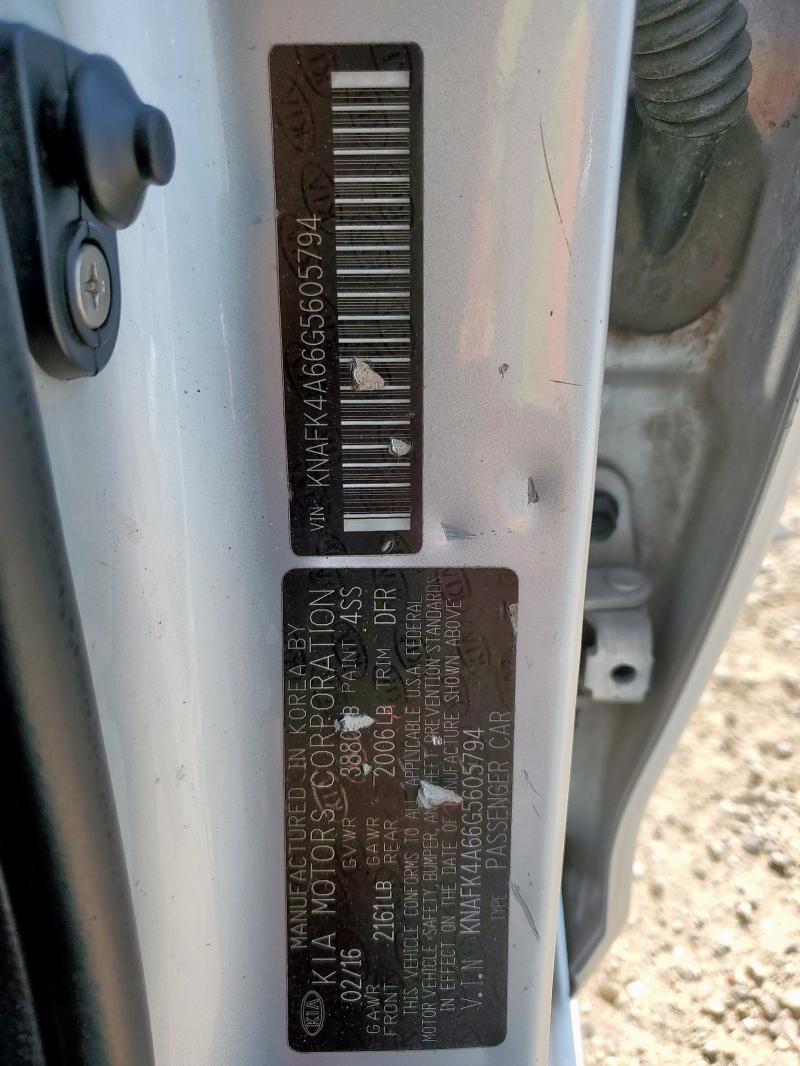 VIN: KNAFK4A66G5605794
MANUFACTURED IN KOREA BY
KIA MOTORS CORPORATION
02/16 GVWR LB PAINT 4SS
GAWR FRONT 2161LB GAWR REAR 2006LB TRIM DFR
THIS VEHICLE CONFORMS TO ALL APPLICABLE U.S.A. FEDERAL
MOTOR VEHICLE-SAFETY, BUMPER, AND THEFT PREVENTION STANDARDS
IN EFFECT ON THE DATE OF MANUFACTURE SHOWN ABOVE
V.I.N KNAFK4A66G5605794
TYPE PASSENGER CAR
KIA